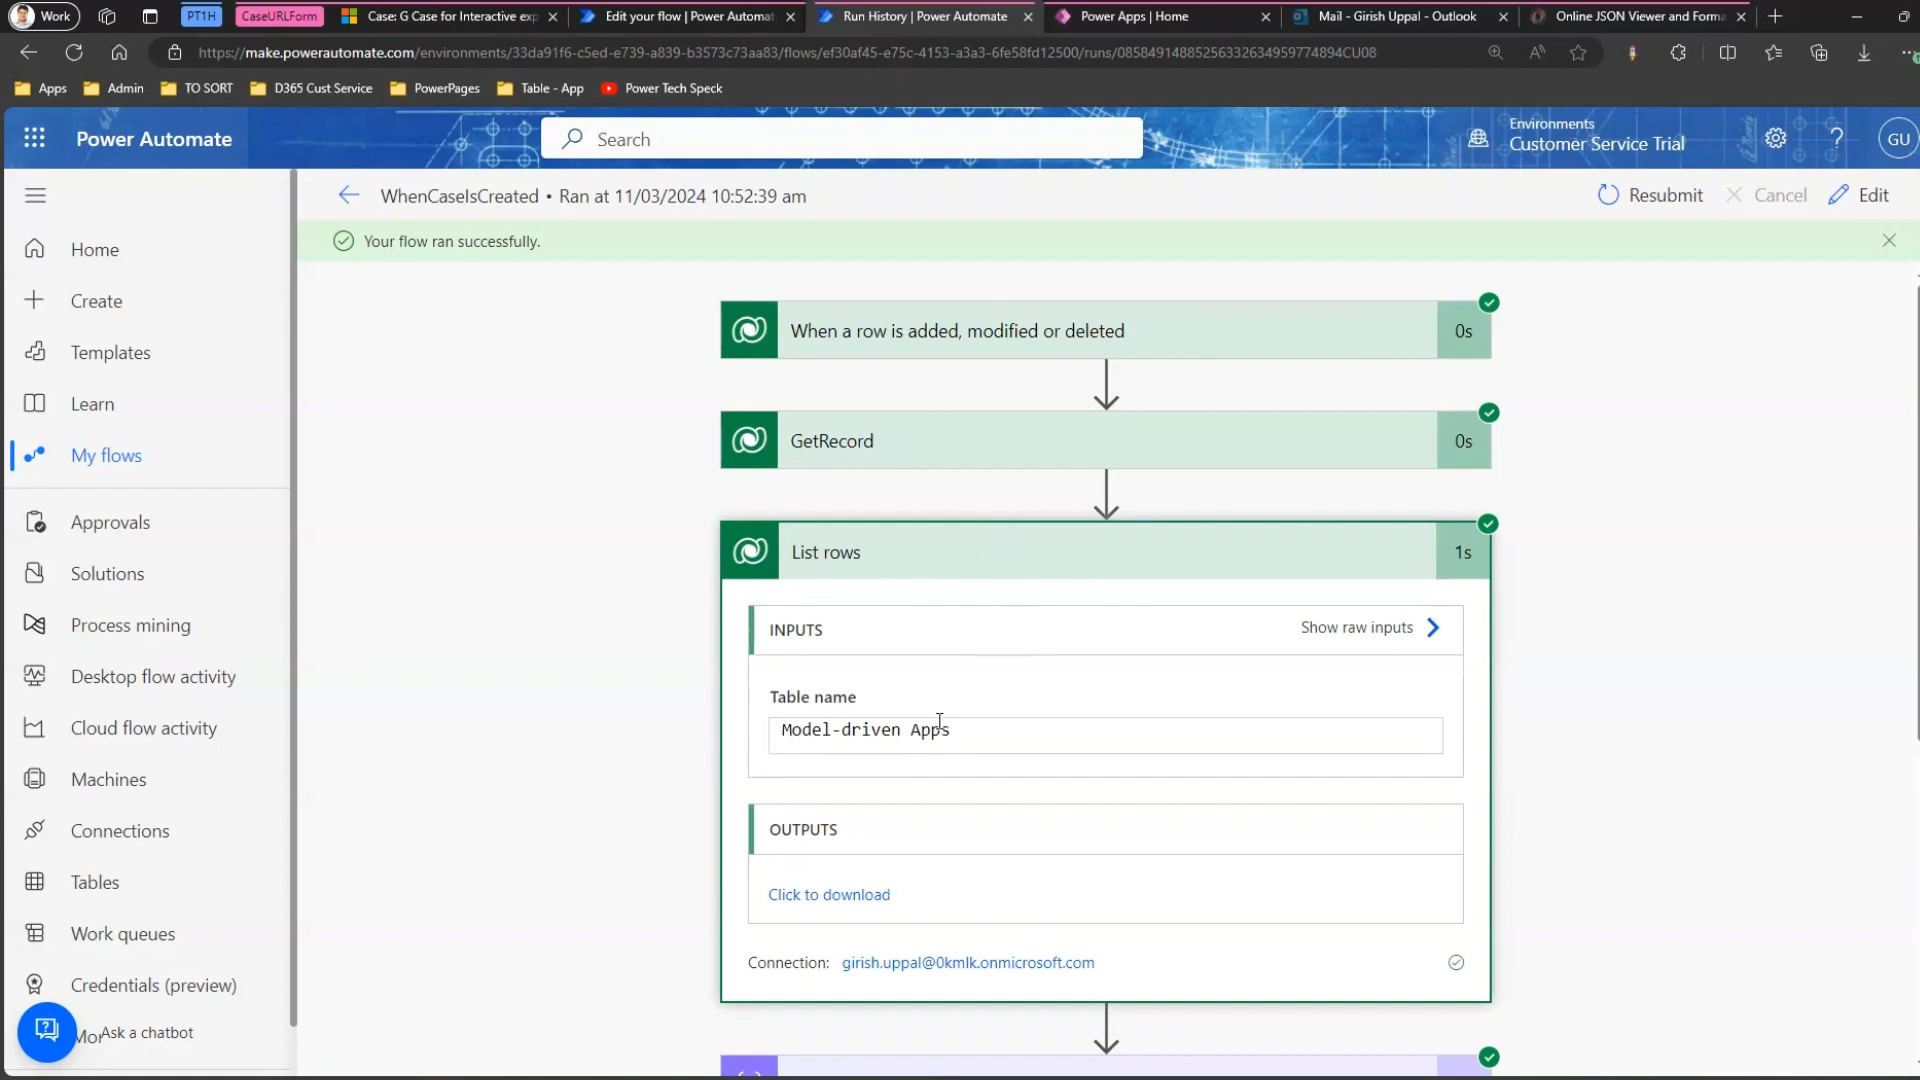 Work
PT1H
CaseURLForm
Case: G Case for Interactive exp
Edit your flow | Power Automat
Run History | Power Automate
Power Apps | Home
Mail - Girish Uppal - Outlook
Online JSON Viewer and Forma
https://make.powerautomate.com/environments/33da91f6-c5ed-e739-a839-b3573c73aa83/flows/ef30af45-e75c-4153-a3a3-6fe58fd12500/runs/08584914885256332634959774894CU08
Apps
Admin
TO SORT
D365 Cust Service
PowerPages
Table - App
Power Tech Speck
Power Automate
Search
Environments
Customer Service Trial
GU
WhenCaseIsCreated • Ran at 11/03/2024 10:52:39 am
Resubmit
Cancel
Edit
Your flow ran successfully.
Home
Create
Templates
Learn
My flows
Approvals
Solutions
Process mining
Desktop flow activity
Cloud flow activity
Machines
Connections
Tables
Work queues
Credentials (preview)
Ask a chatbot
When a row is added, modified or deleted
0s
GetRecord
0s
List rows
1s
INPUTS
Show raw inputs
Table name
Model-driven Apps
OUTPUTS
Click to download
Connection: girish.uppal@0kmlk.onmicrosoft.com